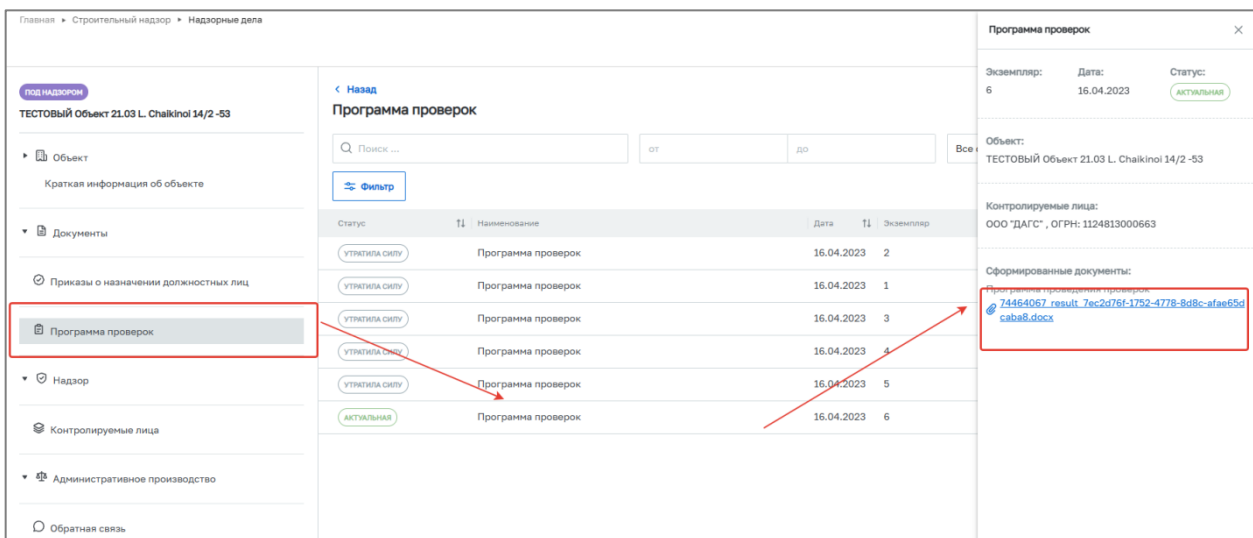 Главная ▸ Строительный надзор ▸ Надзорные дела
ПОД НАДЗОРОМ
ТЕСТОВЫЙ Объект 21.03 L. Chaikinoi 14/2 -53
Объект
Краткая информация об объекте
Документы
Приказы о назначении должностных лиц
Программа проверок
Надзор
Контролируемые лица
Административное производство
Обратная связь
Назад
Программа проверок
Поиск ...
от
до
Все
Фильтр
Статус Наименование Дата Экземпляр
УТРАТИЛА СИЛУ Программа проверок 16.04.2023 2
УТРАТИЛА СИЛУ Программа проверок 16.04.2023 1
УТРАТИЛА СИЛУ Программа проверок 16.04.2023 3
УТРАТИЛА СИЛУ Программа проверок 16.04.2023 4
УТРАТИЛА СИЛУ Программа проверок 16.04.2023 5
АКТУАЛЬНАЯ Программа проверок 16.04.2023 6
Программа проверок
Экземпляр: Дата: Статус:
6 16.04.2023 АКТУАЛЬНАЯ
Объект:
ТЕСТОВЫЙ Объект 21.03 L. Chaikinoi 14/2 -53
Контролируемые лица:
ООО "ДАГС" , ОГРН: 1124813000663
Сформированные документы:
Программа проведения проверок
74464067_result_7ec2d76f-1752-4778-8d8c-afae65d
caba8.docx